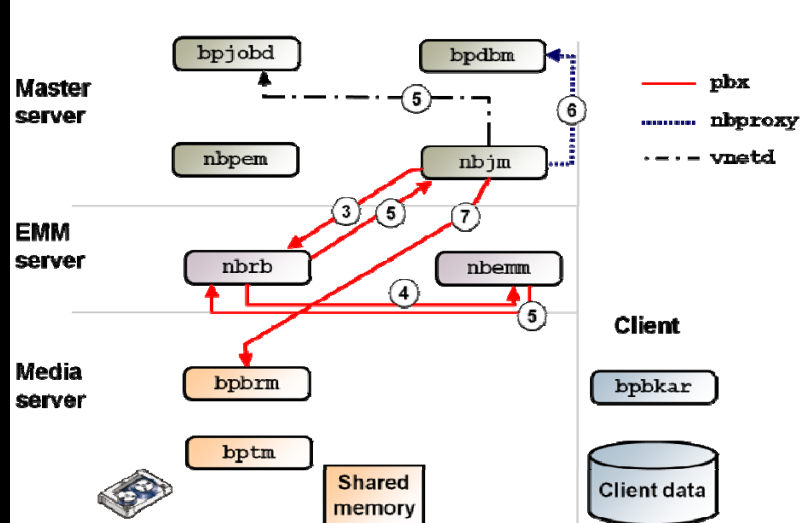 bpjobd
bpdbm
Master
server
5
6
pbx
nbproxy
vnetd
nbpem
nbjm
3
5
7
EMM
server
nbrb
nbemm
4
5
Client
Media
server
bpbrm
bpbkar
bptm
Shared
memory
Client data